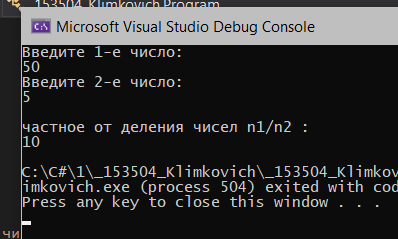 _153504_Klimkovich.Program
Microsoft Visual Studio Debug Console
Введите 1-е число:
50
Введите 2-е число:
5
частное от деления чисел n1/n2 :
10
C:\C#\1\_153504_Klimkovich\_153504_Klimkov
imkovich.exe (process 504) exited with cod
Press any key to close this window . . .
чи